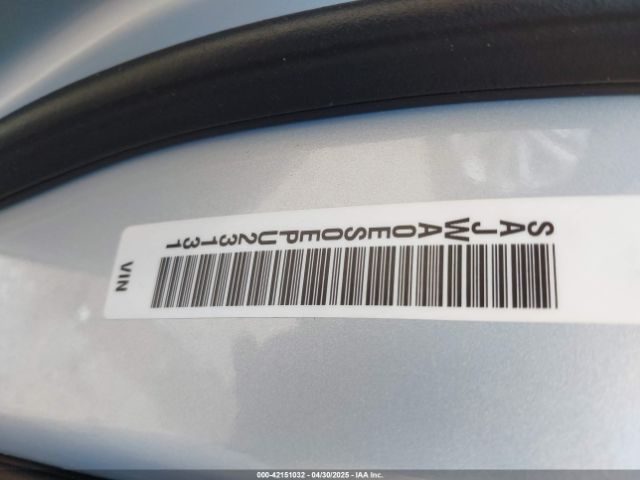 SAJWA0ES0EPU23131
VIN
000-42151032 - 04/30/2025 - IAA Inc.